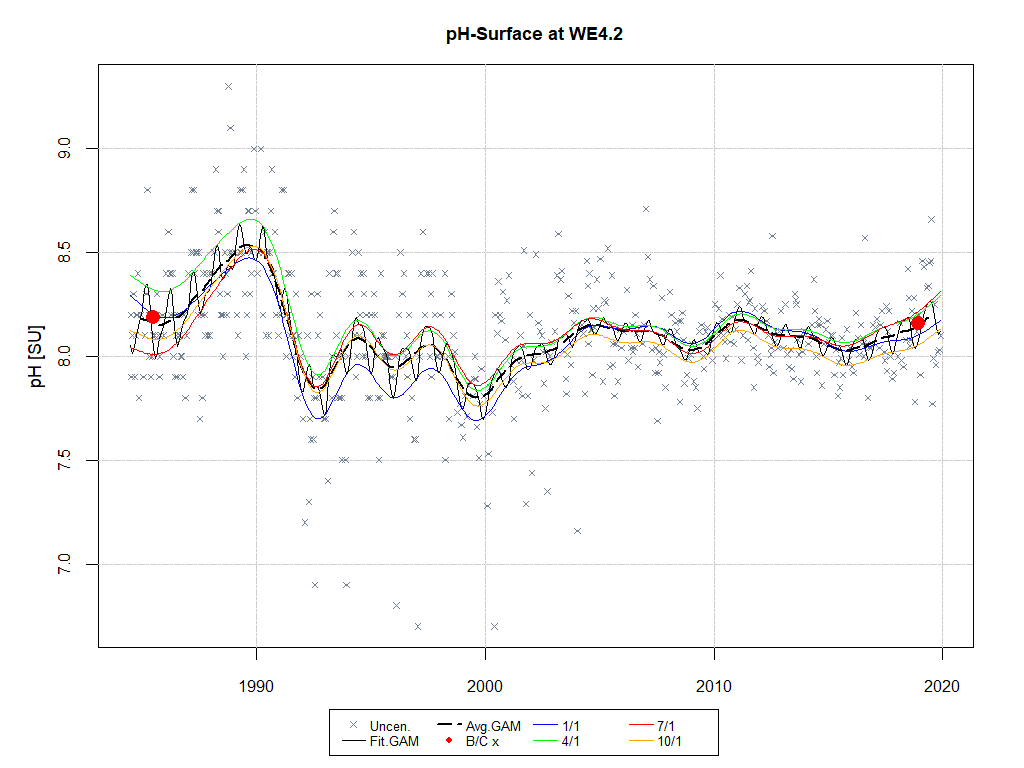 pH-Surface at WE4.2
pH [SU]
9.0
8.5
8.0
7.5
7.0
1990 2000 2010 2020
Uncen. Avg.GAM 1/1 7/1
Fit.GAM B/C x 4/1 10/1